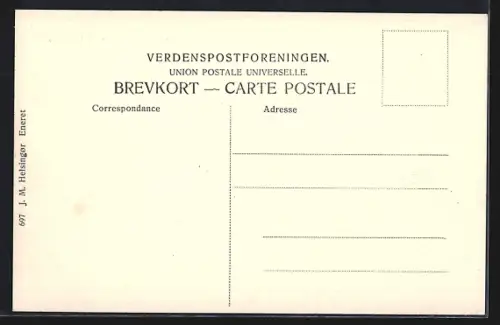 VERDENSPOSTFORENINGEN.
UNION POSTALE UNIVERSELLE.
BREVKORT — CARTE POSTALE
Correspondance
Adresse
697 J. M. Helsingør Eneret